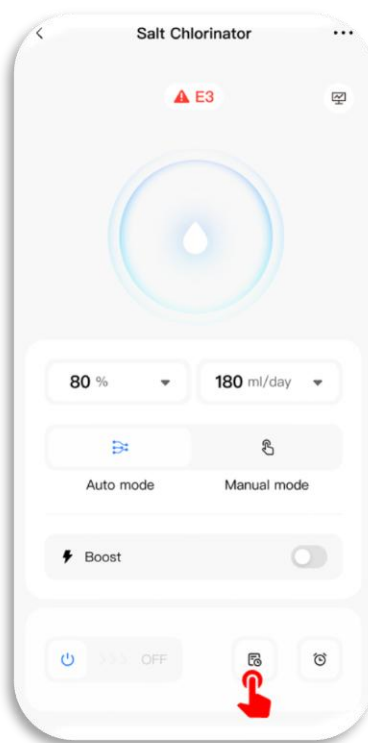 Salt Chlorinator
E3
80 % 180 ml/day
Auto mode Manual mode
Boost
OFF